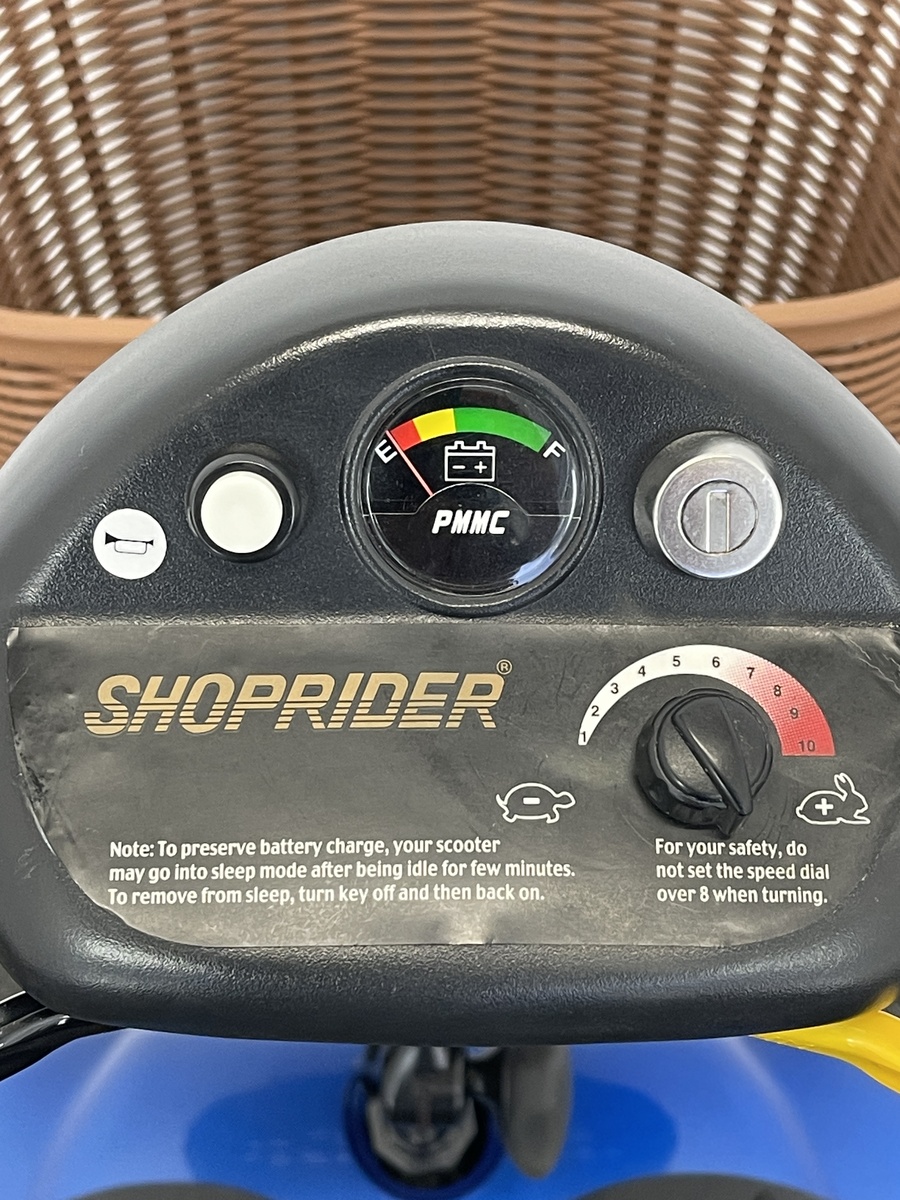 E F
- +
PMMC
SHOPRIDER®
1 2 3 4 5 6 7 8 9 10
-
+
Note: To preserve battery charge, your scooter
may go into sleep mode after being idle for few minutes.
To remove from sleep, turn key off and then back on.
For your safety, do
not set the speed dial
over 8 when turning.